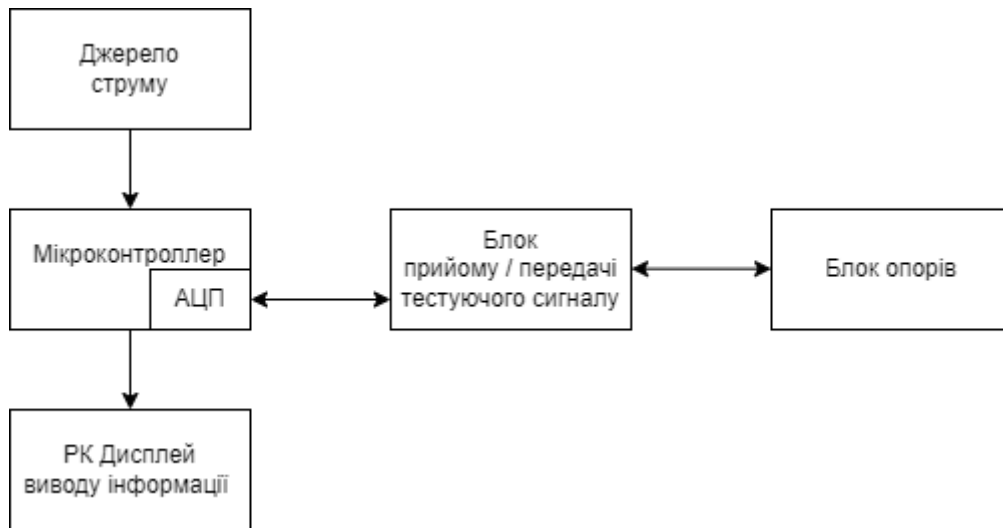 Джерело
струму
Мікроконтроллер
АЦП
Блок
прийому / передачі
тестуючого сигналу
Блок опорів
РК Дисплей
виводу інформації